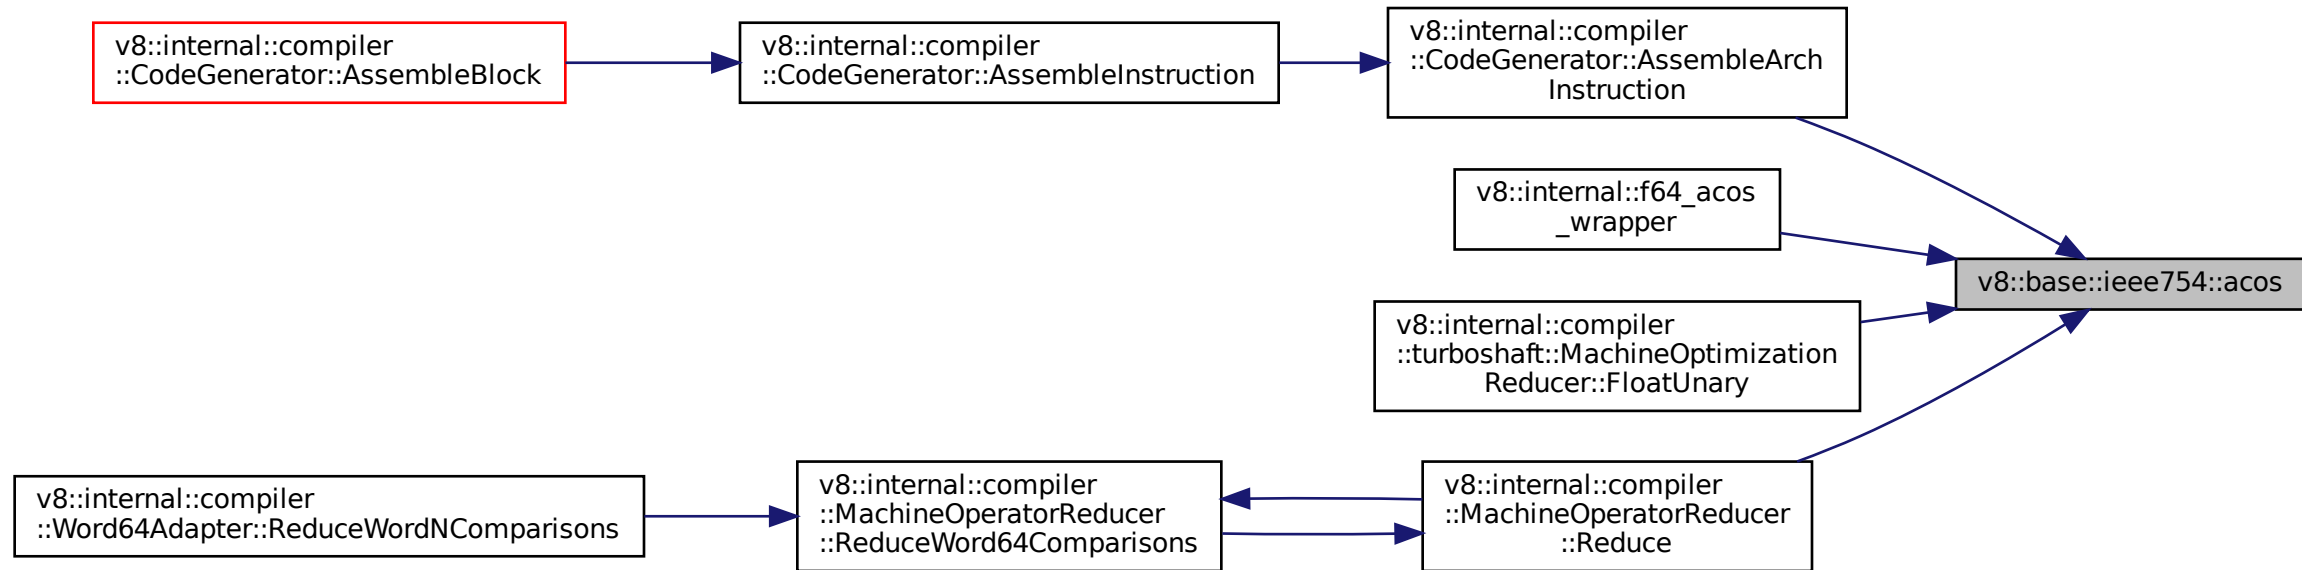 v8::internal::compiler
::CodeGenerator::AssembleBlock
v8::internal::compiler
::CodeGenerator::AssembleInstruction
v8::internal::compiler
::CodeGenerator::AssembleArch
Instruction
v8::internal::f64_acos
_wrapper
v8::base::ieee754::acos
v8::internal::compiler
::turboshaft::MachineOptimization
Reducer::FloatUnary
v8::internal::compiler
::Word64Adapter::ReduceWordNComparisons
v8::internal::compiler
::MachineOperatorReducer
::ReduceWord64Comparisons
v8::internal::compiler
::MachineOperatorReducer
::Reduce